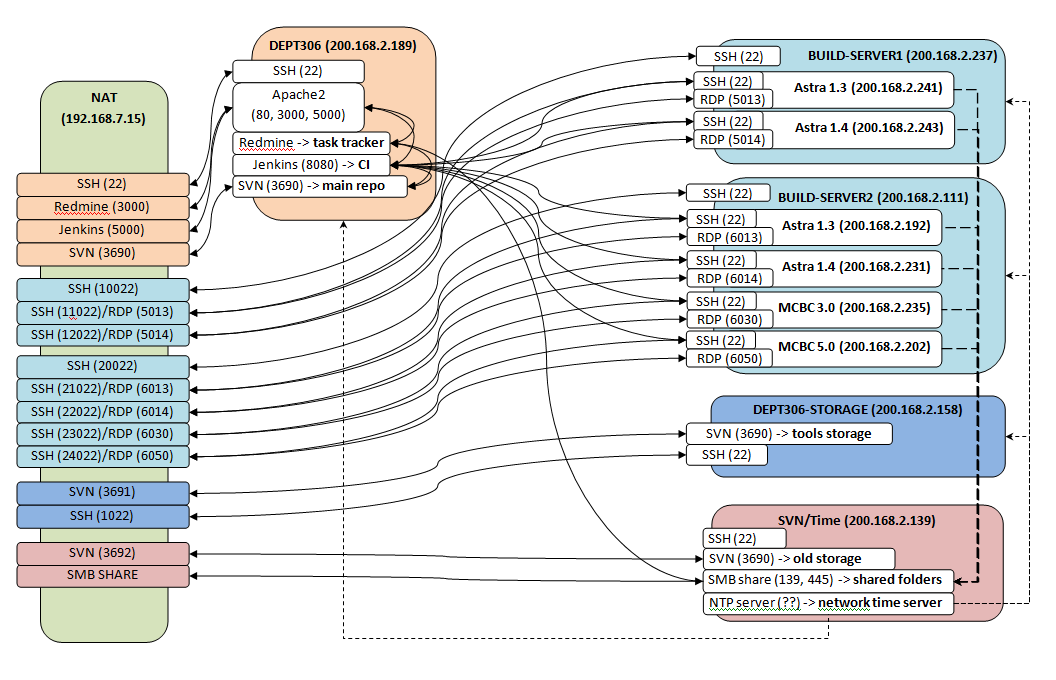 NAT
(192.168.7.15)
SSH (22)
Redmine (3000)
Jenkins (5000)
SVN (3690)
SSH (10022)
SSH (11022)/RDP (5013)
SSH (12022)/RDP (5014)
SSH (20022)
SSH (21022)/RDP (6013)
SSH (22022)/RDP (6014)
SSH (23022)/RDP (6030)
SSH (24022)/RDP (6050)
SVN (3691)
SSH (1022)
SVN (3692)
SMB SHARE
DEPT306 (200.168.2.189)
SSH (22)
Apache2
(80, 3000, 5000)
Redmine -> task tracker
Jenkins (8080) -> CI
SVN (3690) -> main repo
BUILD-SERVER1 (200.168.2.237)
SSH (22)
SSH (22)
RDP (5013)
Astra 1.3 (200.168.2.241)
SSH (22)
RDP (5014)
Astra 1.4 (200.168.2.243)
BUILD-SERVER2 (200.168.2.111)
SSH (22)
SSH (22)
RDP (6013)
Astra 1.3 (200.168.2.192)
SSH (22)
RDP (6014)
Astra 1.4 (200.168.2.231)
SSH (22)
RDP (6030)
MCBC 3.0 (200.168.2.235)
SSH (22)
RDP (6050)
MCBC 5.0 (200.168.2.202)
DEPT306-STORAGE (200.168.2.158)
SVN (3690) -> tools storage
SSH (22)
SVN/Time (200.168.2.139)
SSH (22)
SVN (3690) -> old storage
SMB share (139, 445) -> shared folders
NTP server (??) -> network time server